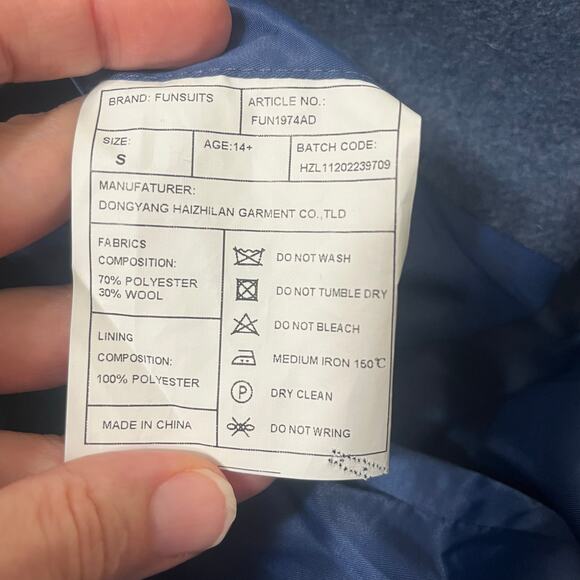 BRAND: FUNSUITS
ARTICLE NO.:
FUN1974AD
SIZE:
S
AGE:14+
BATCH CODE:
HZL11202239709
MANUFATURER:
DONGYANG HAIZHILAN GARMENT CO.,TLD
FABRICS
COMPOSITION:
70% POLYESTER
30% WOOL
LINING
COMPOSITION:
100% POLYESTER
MADE IN CHINA
DO NOT WASH
DO NOT TUMBLE DRY
DO NOT BLEACH
MEDIUM IRON 150℃
P
DRY CLEAN
DO NOT WRING